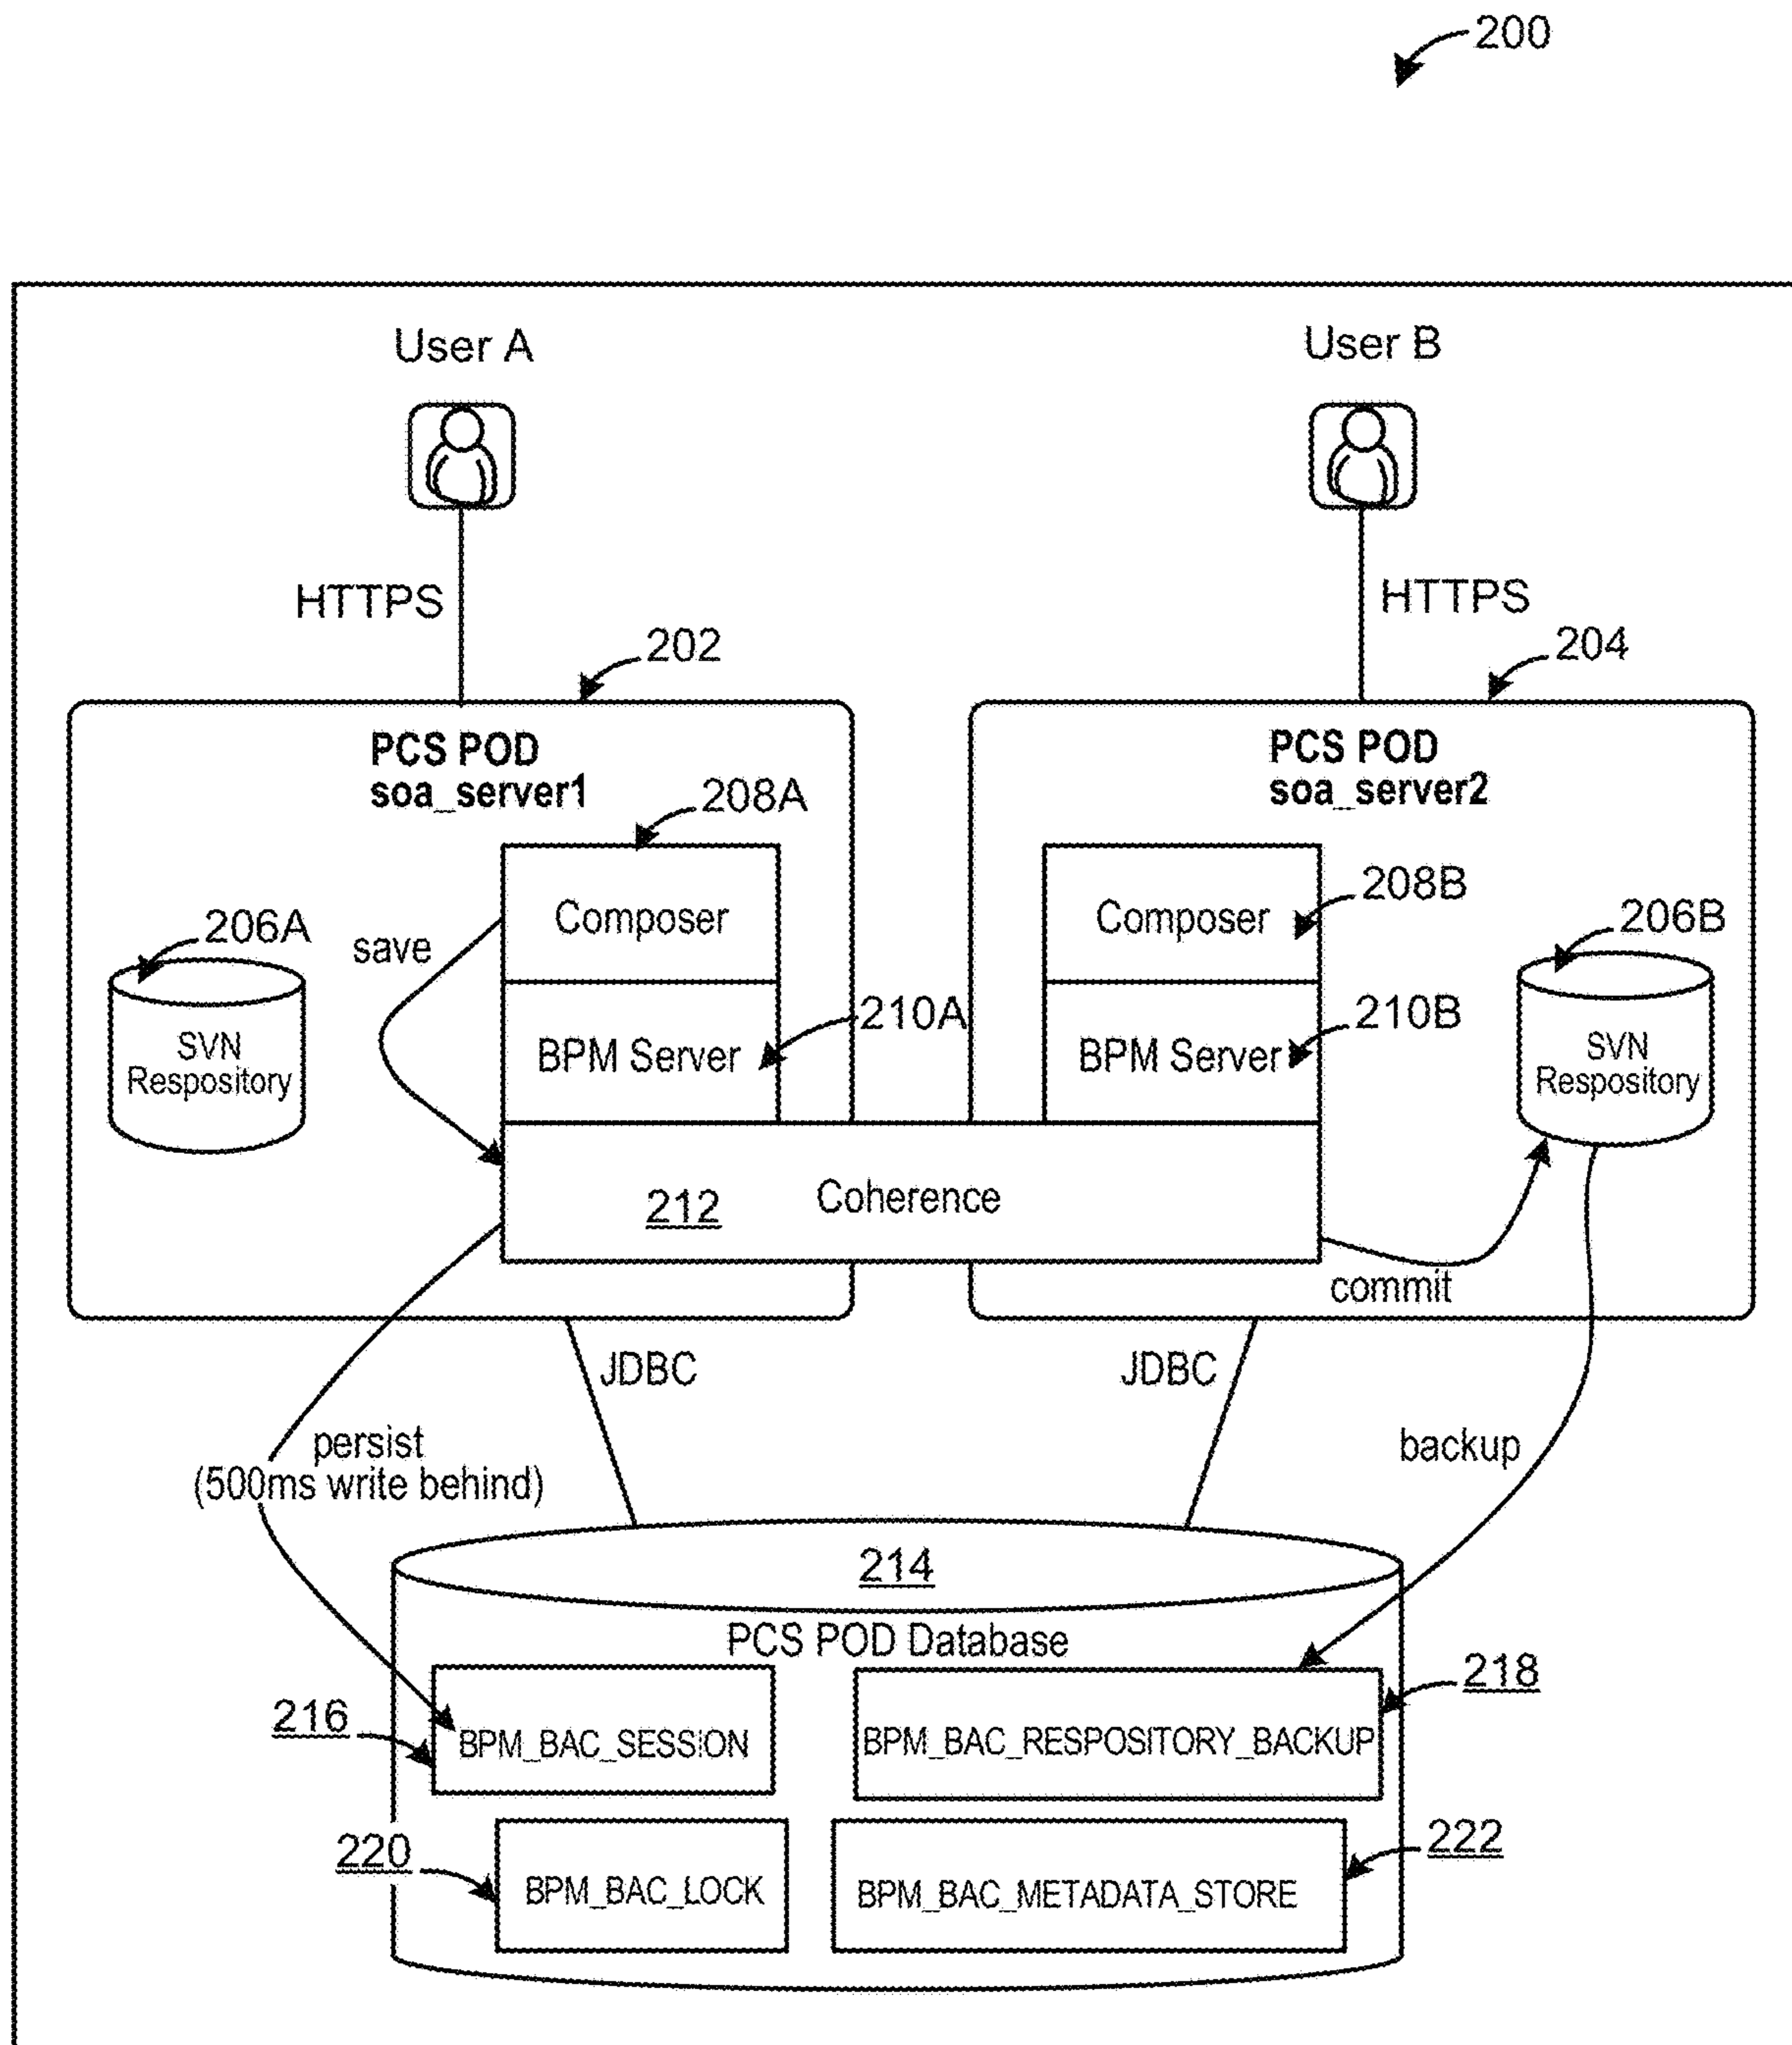 200
User A
User B
HTTPS
HTTPS
202
204
PCS POD
soa_server1
PCS POD
soa_server2
208A
208B
206A
206B
save
Composer
Composer
210A
210B
SVN
Respository
BPM Server
BPM Server
SVN
Respository
212
Coherence
commit
JDBC
JDBC
persist
(500ms write behind)
backup
214
PCS POD Database
216
218
BPM_BAC_SESSION
BPM_BAC_RESPOSITORY_BACKUP
220
222
BPM_BAC_LOCK
BPM_BAC_METADATA_STORE